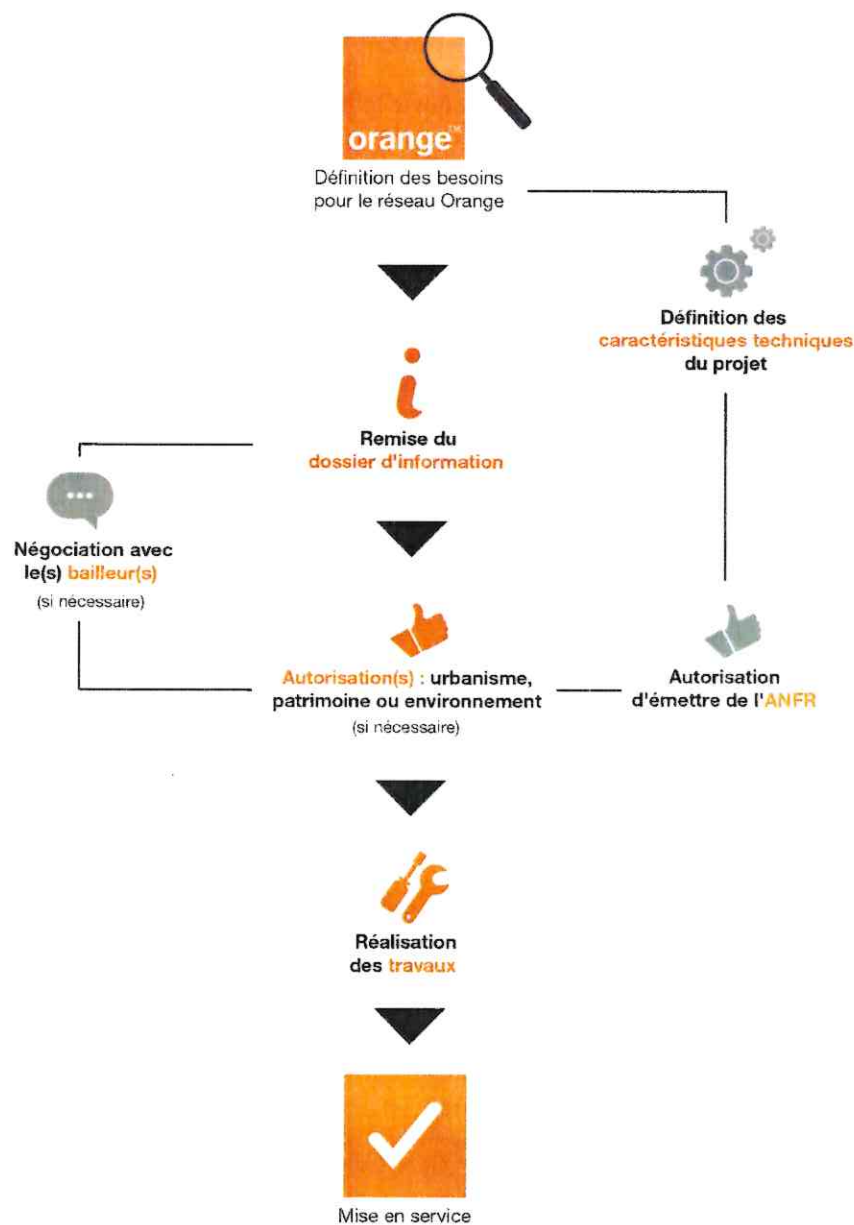 orange™
Définition des besoins
pour le réseau Orange
Définition des
caractéristiques techniques
du projet
Remise du
dossier d'information
Négociation avec
le(s) bailleur(s)
(si nécessaire)
Autorisation(s) : urbanisme,
patrimoine ou environnement
(si nécessaire)
Autorisation
d'émettre de l'ANFR
Réalisation
des travaux
Mise en service